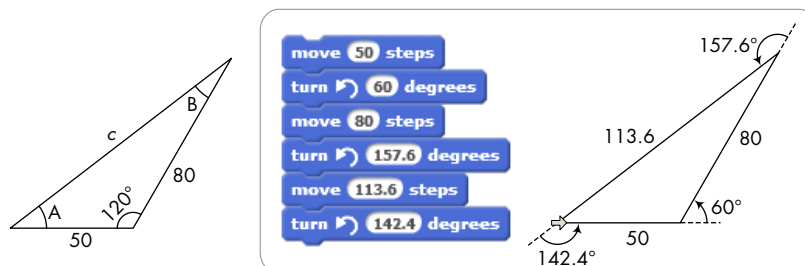 B
c
80
A
120°
50
move 50 steps
turn 60 degrees
move 80 steps
turn 157.6 degrees
move 113.6 steps
turn 142.4 degrees
157.6°
113.6
80
60°
50
142.4°